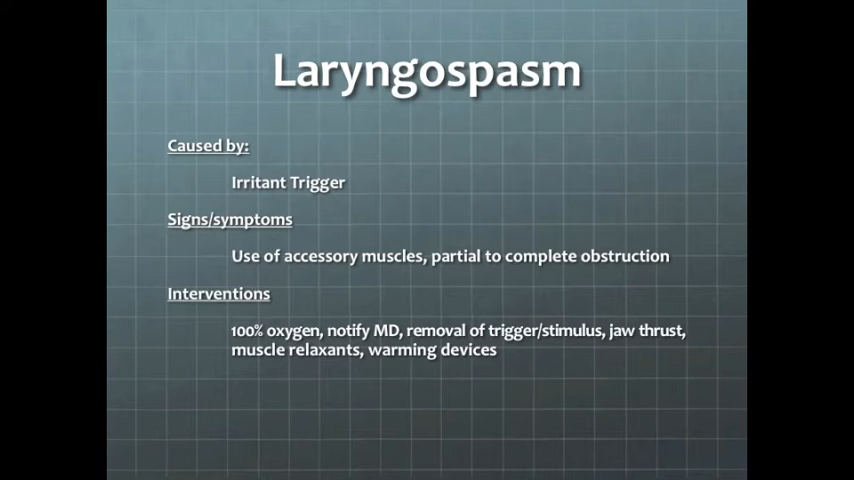 Laryngospasm
Caused by:
Irritant Trigger
Signs/symptoms
Use of accessory muscles, partial to complete obstruction
Interventions
100% oxygen, notify MD, removal of trigger/stimulus, jaw thrust,
muscle relaxants, warming devices